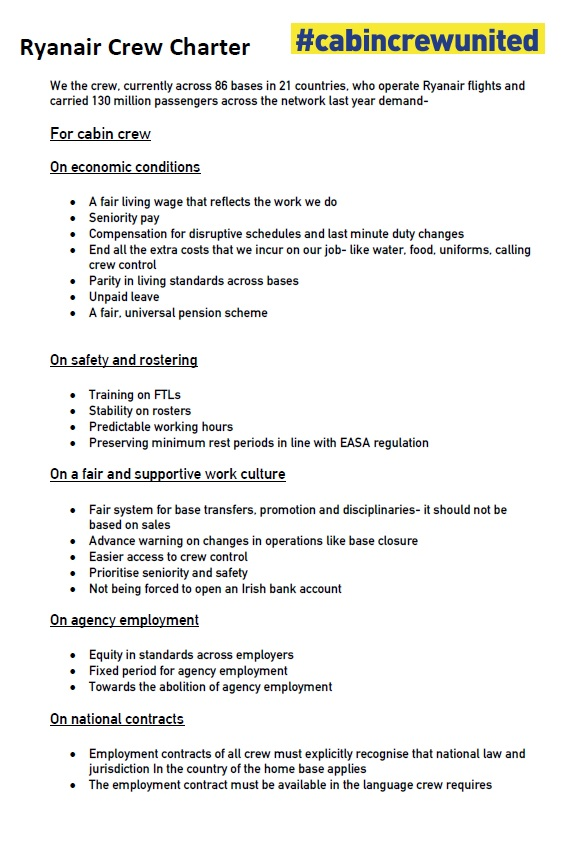 Ryanair Crew Charter
#cabincrewunited
We the crew, currently across 86 bases in 21 countries, who operate Ryanair flights and
carried 130 million passengers across the network last year demand-
For cabin crew
On economic conditions
• A fair living wage that reflects the work we do
• Seniority pay
• Compensation for disruptive schedules and last minute duty changes
• End all the extra costs that we incur on our job- like water, food, uniforms, calling
crew control
• Parity in living standards across bases
• Unpaid leave
• A fair, universal pension scheme
On safety and rostering
• Training on FTLs
• Stability on rosters
• Predictable working hours
• Preserving minimum rest periods in line with EASA regulation
On a fair and supportive work culture
• Fair system for base transfers, promotion and disciplinaries- it should not be
based on sales
• Advance warning on changes in operations like base closure
• Easier access to crew control
• Prioritise seniority and safety
• Not being forced to open an Irish bank account
On agency employment
• Equity in standards across employers
• Fixed period for agency employment
• Towards the abolition of agency employment
On national contracts
• Employment contracts of all crew must explicitly recognise that national law and
jurisdiction In the country of the home base applies
• The employment contract must be available in the language crew requires